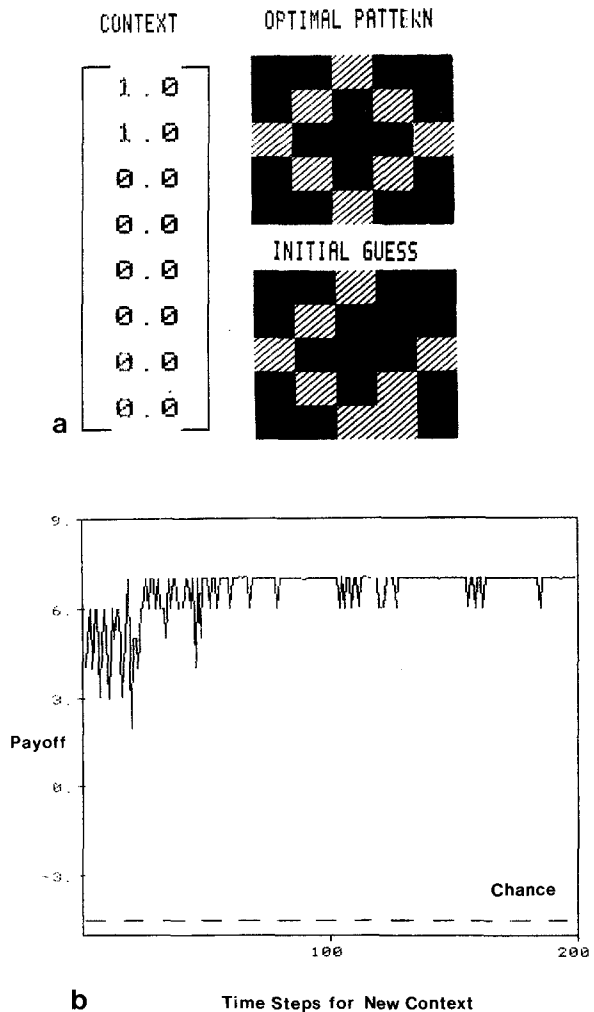 CONTEXT
OPTIMAL PATTERN
1.0
1.0
0.0
0.0
0.0
0.0
0.0
0.0
INITIAL GUESS
a
9.
6.
3.
Payoff
0.
-3.
Chance
100
200
b
Time Steps for New Context